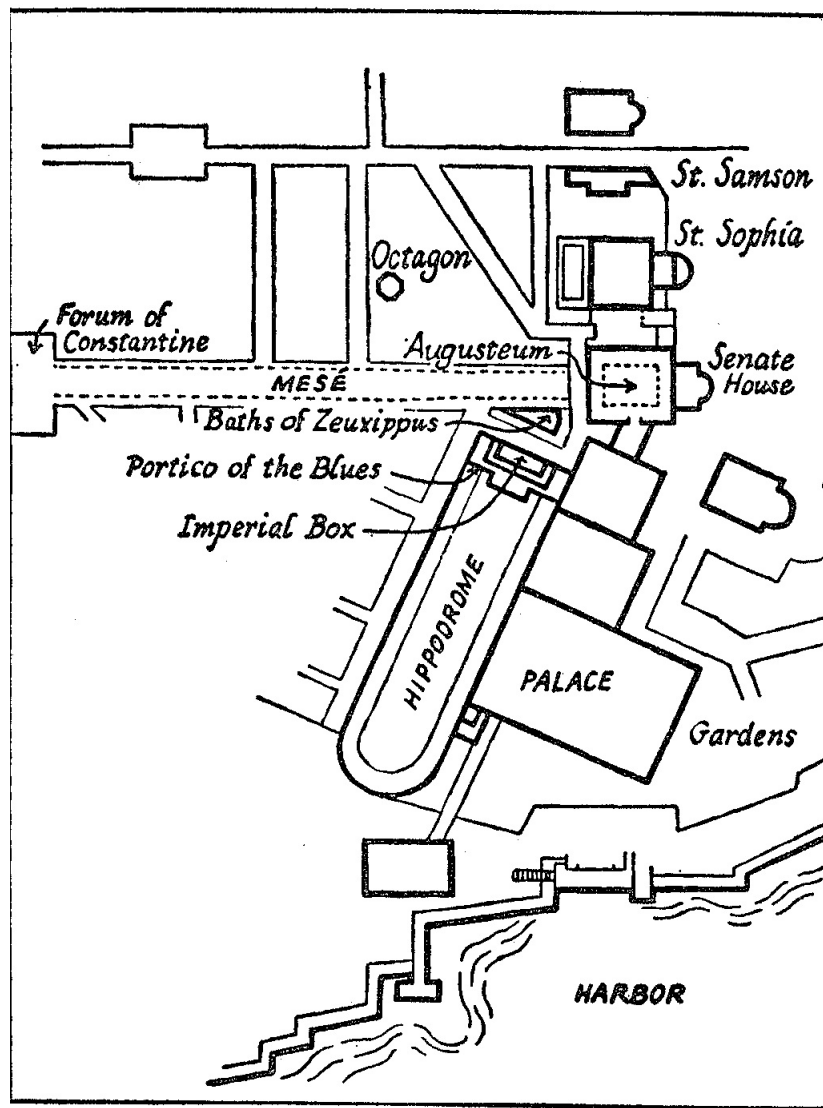 St. Samson
St. Sophia
Octagon
Forum of
Constantine
Augusteum
Senate
House
MESÉ
Baths of Zeuxippus
Portico of the Blues
Imperial Box
HIPPODROME
PALACE
Gardens
HARBOR